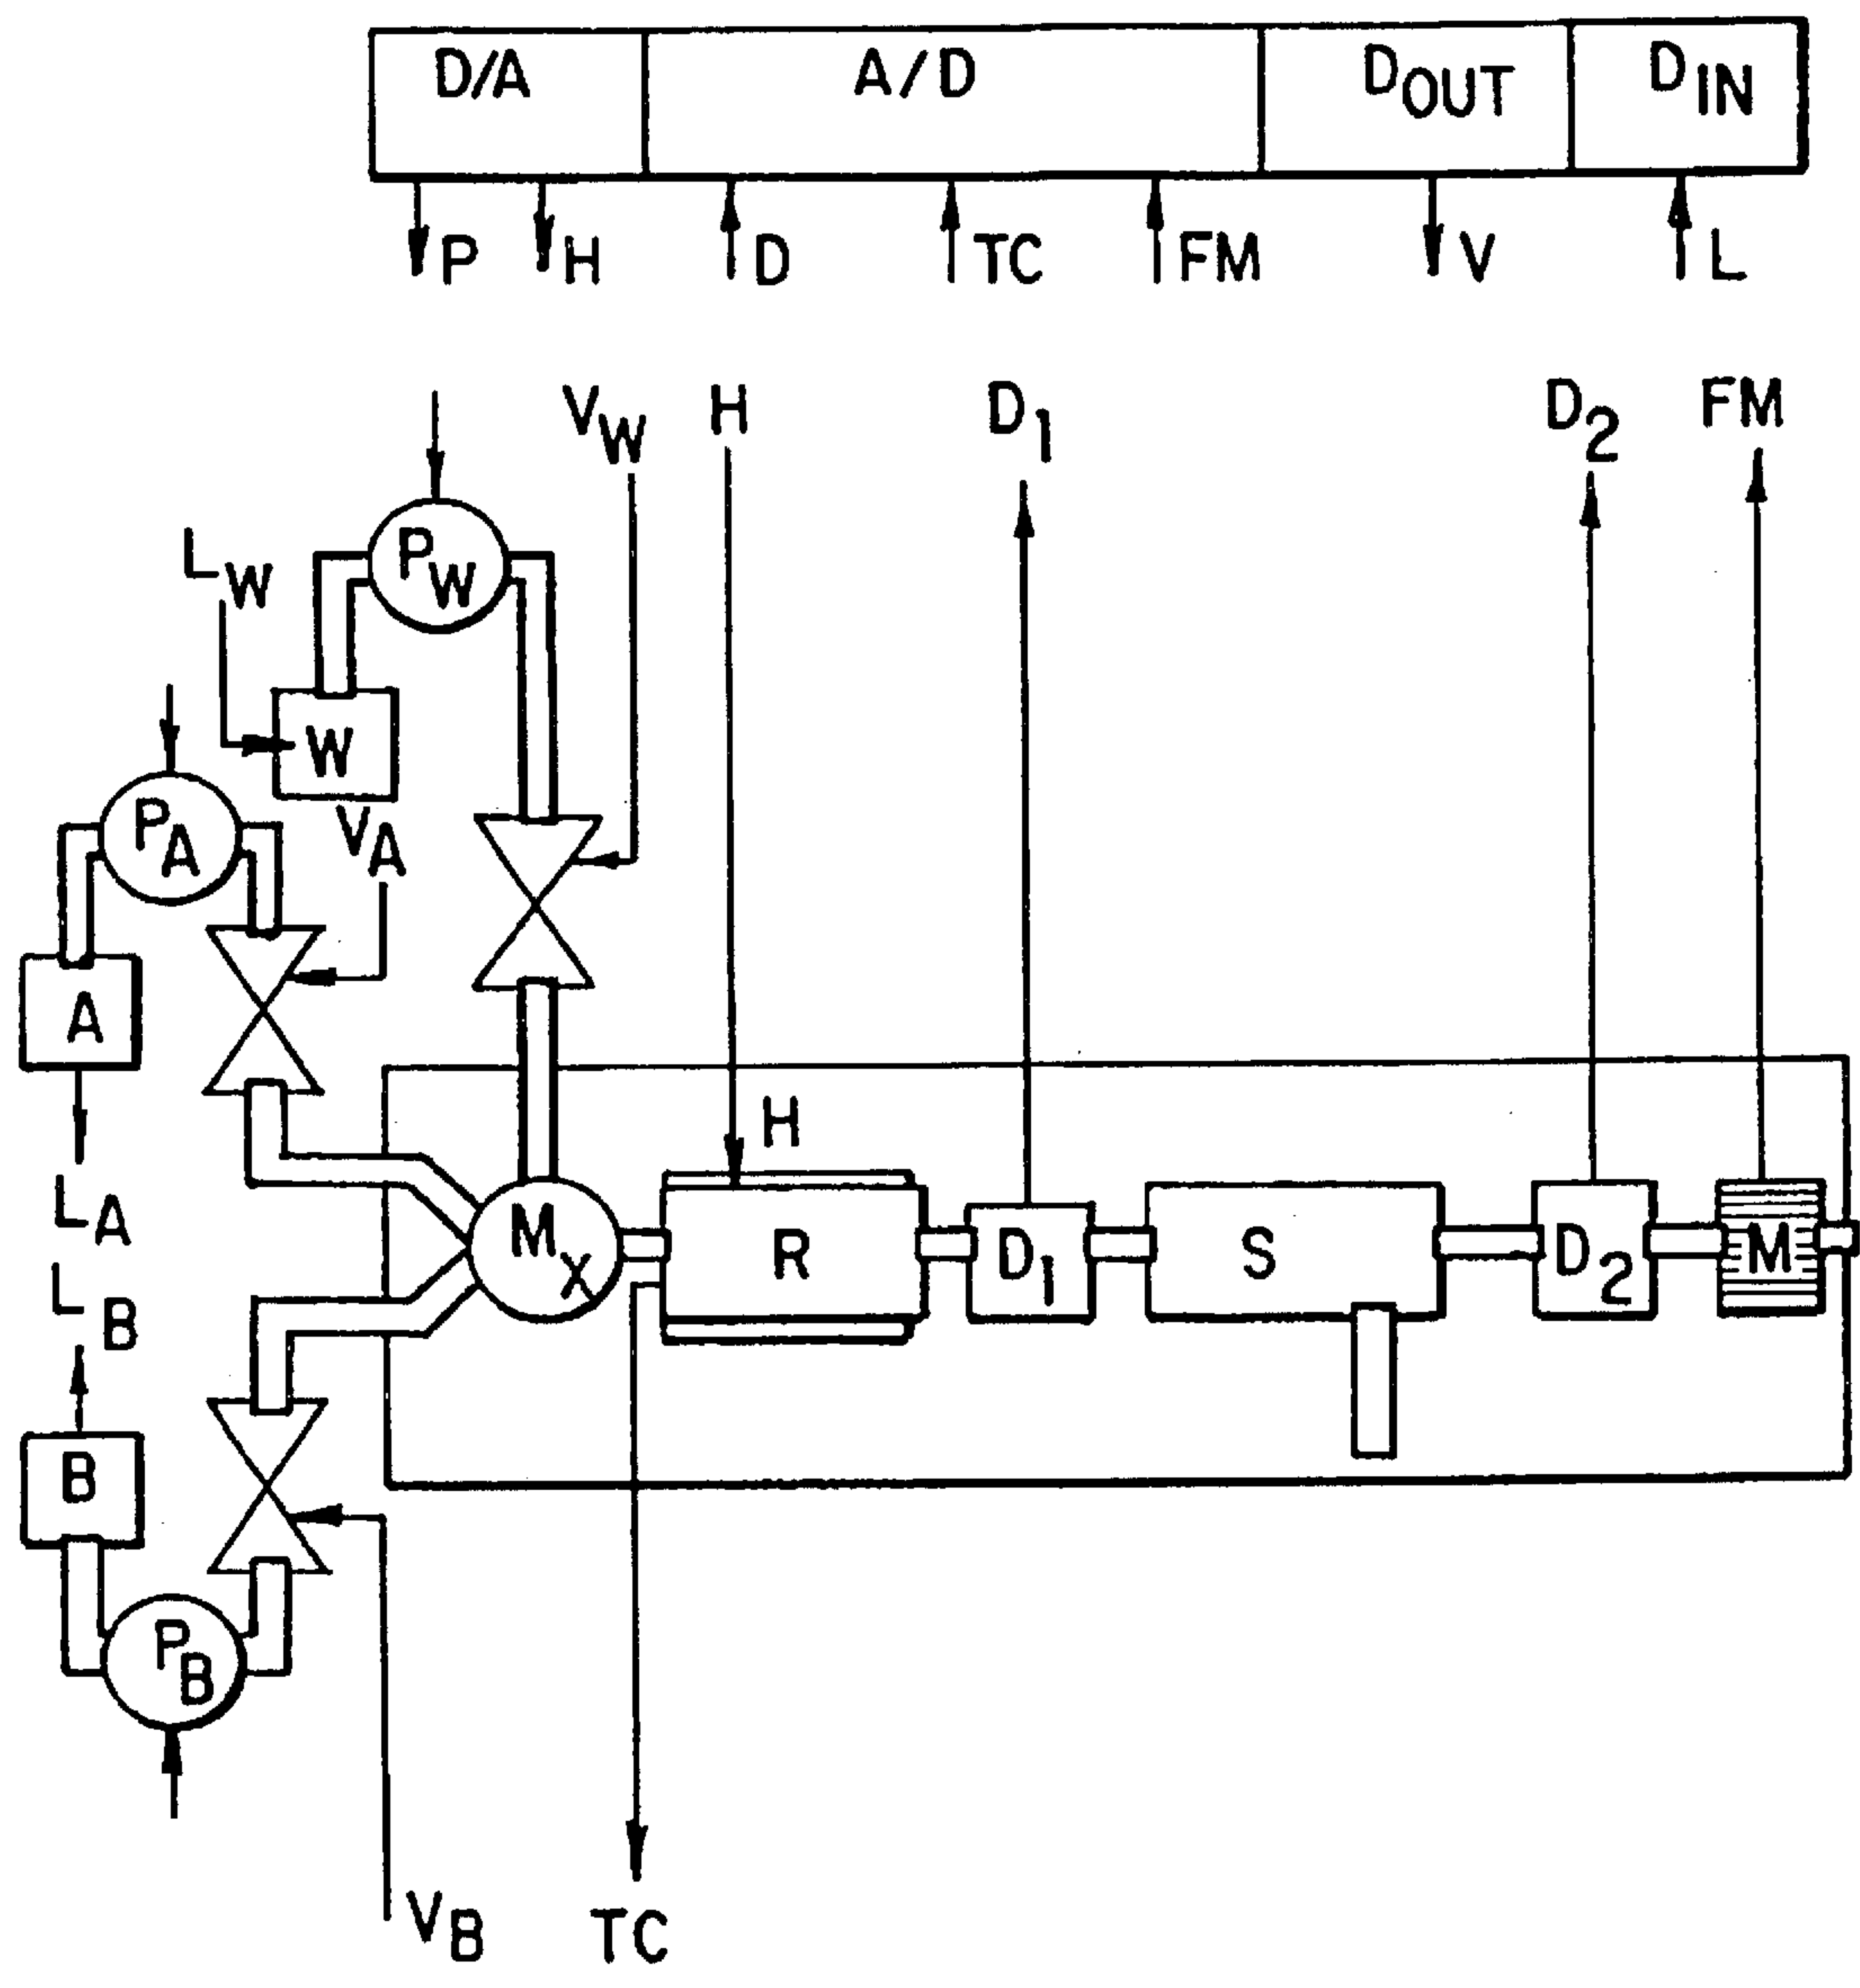 D/A A/D DOUT DIN
P H D TC FM V L
VW H D1 D2 FM
LW PW
W
PA VA
A
H
LA MX R D1 S D2 M
LB
B
PB
VB TC